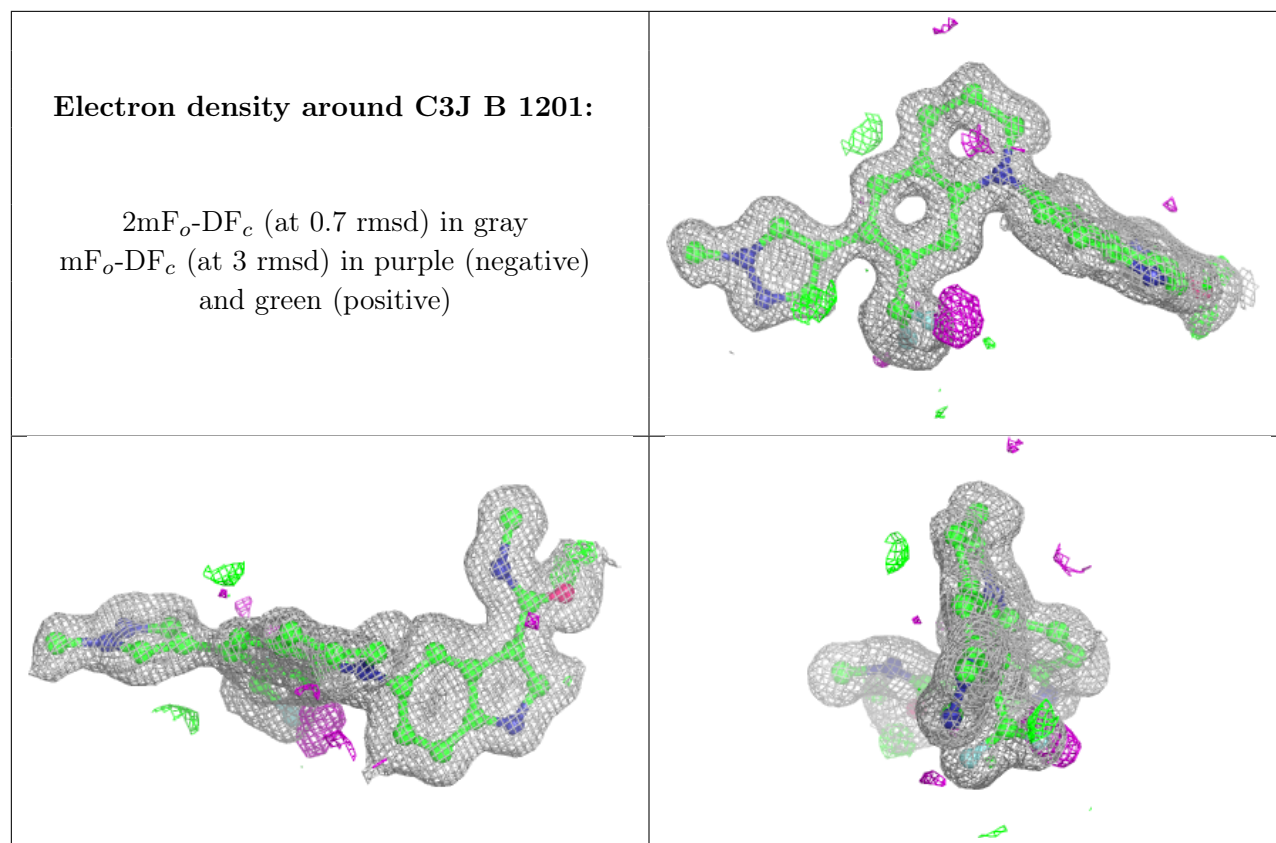 Electron density around C3J B 1201:
2mFo-DFc (at 0.7 rmsd) in gray
mFo-DFc (at 3 rmsd) in purple (negative)
and green (positive)